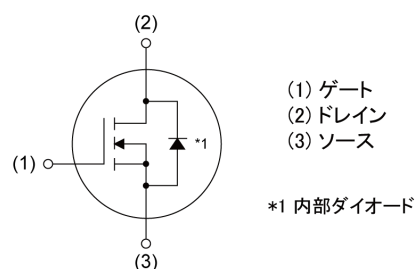 (2)
(1)
*1
(3)
(1) ゲート
(2) ドレイン
(3) ソース
*1 内部ダイオード